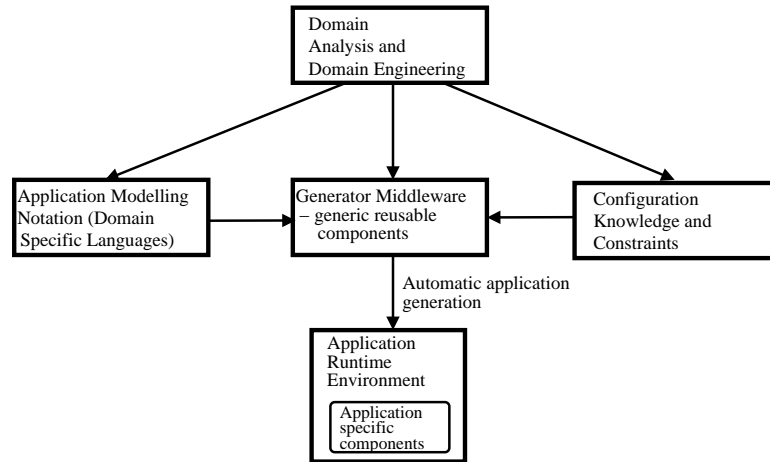 Domain
Analysis and
Domain Engineering
Application Modelling
Notation (Domain
Specific Languages)
Generator Middleware
– generic reusable
components
Configuration
Knowledge and
Constraints
Automatic application
generation
Application
Runtime
Environment
Application
specific
components